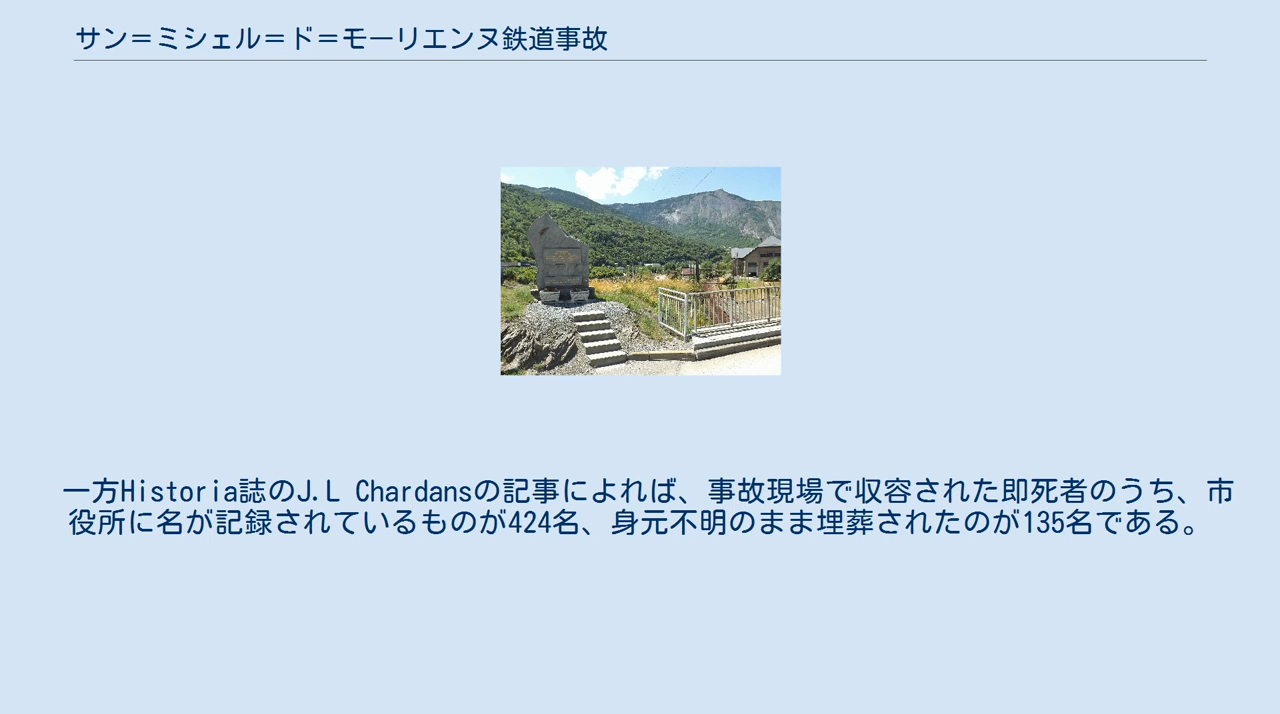 サン＝ミシェル＝ド＝モーリエンヌ鉄道事故
一方Historia誌のJ.L Chardansの記事によれば、事故現場で収容された即死者のうち、市
役所に名が記録されているものが424名、身元不明のまま埋葬されたのが135名である。